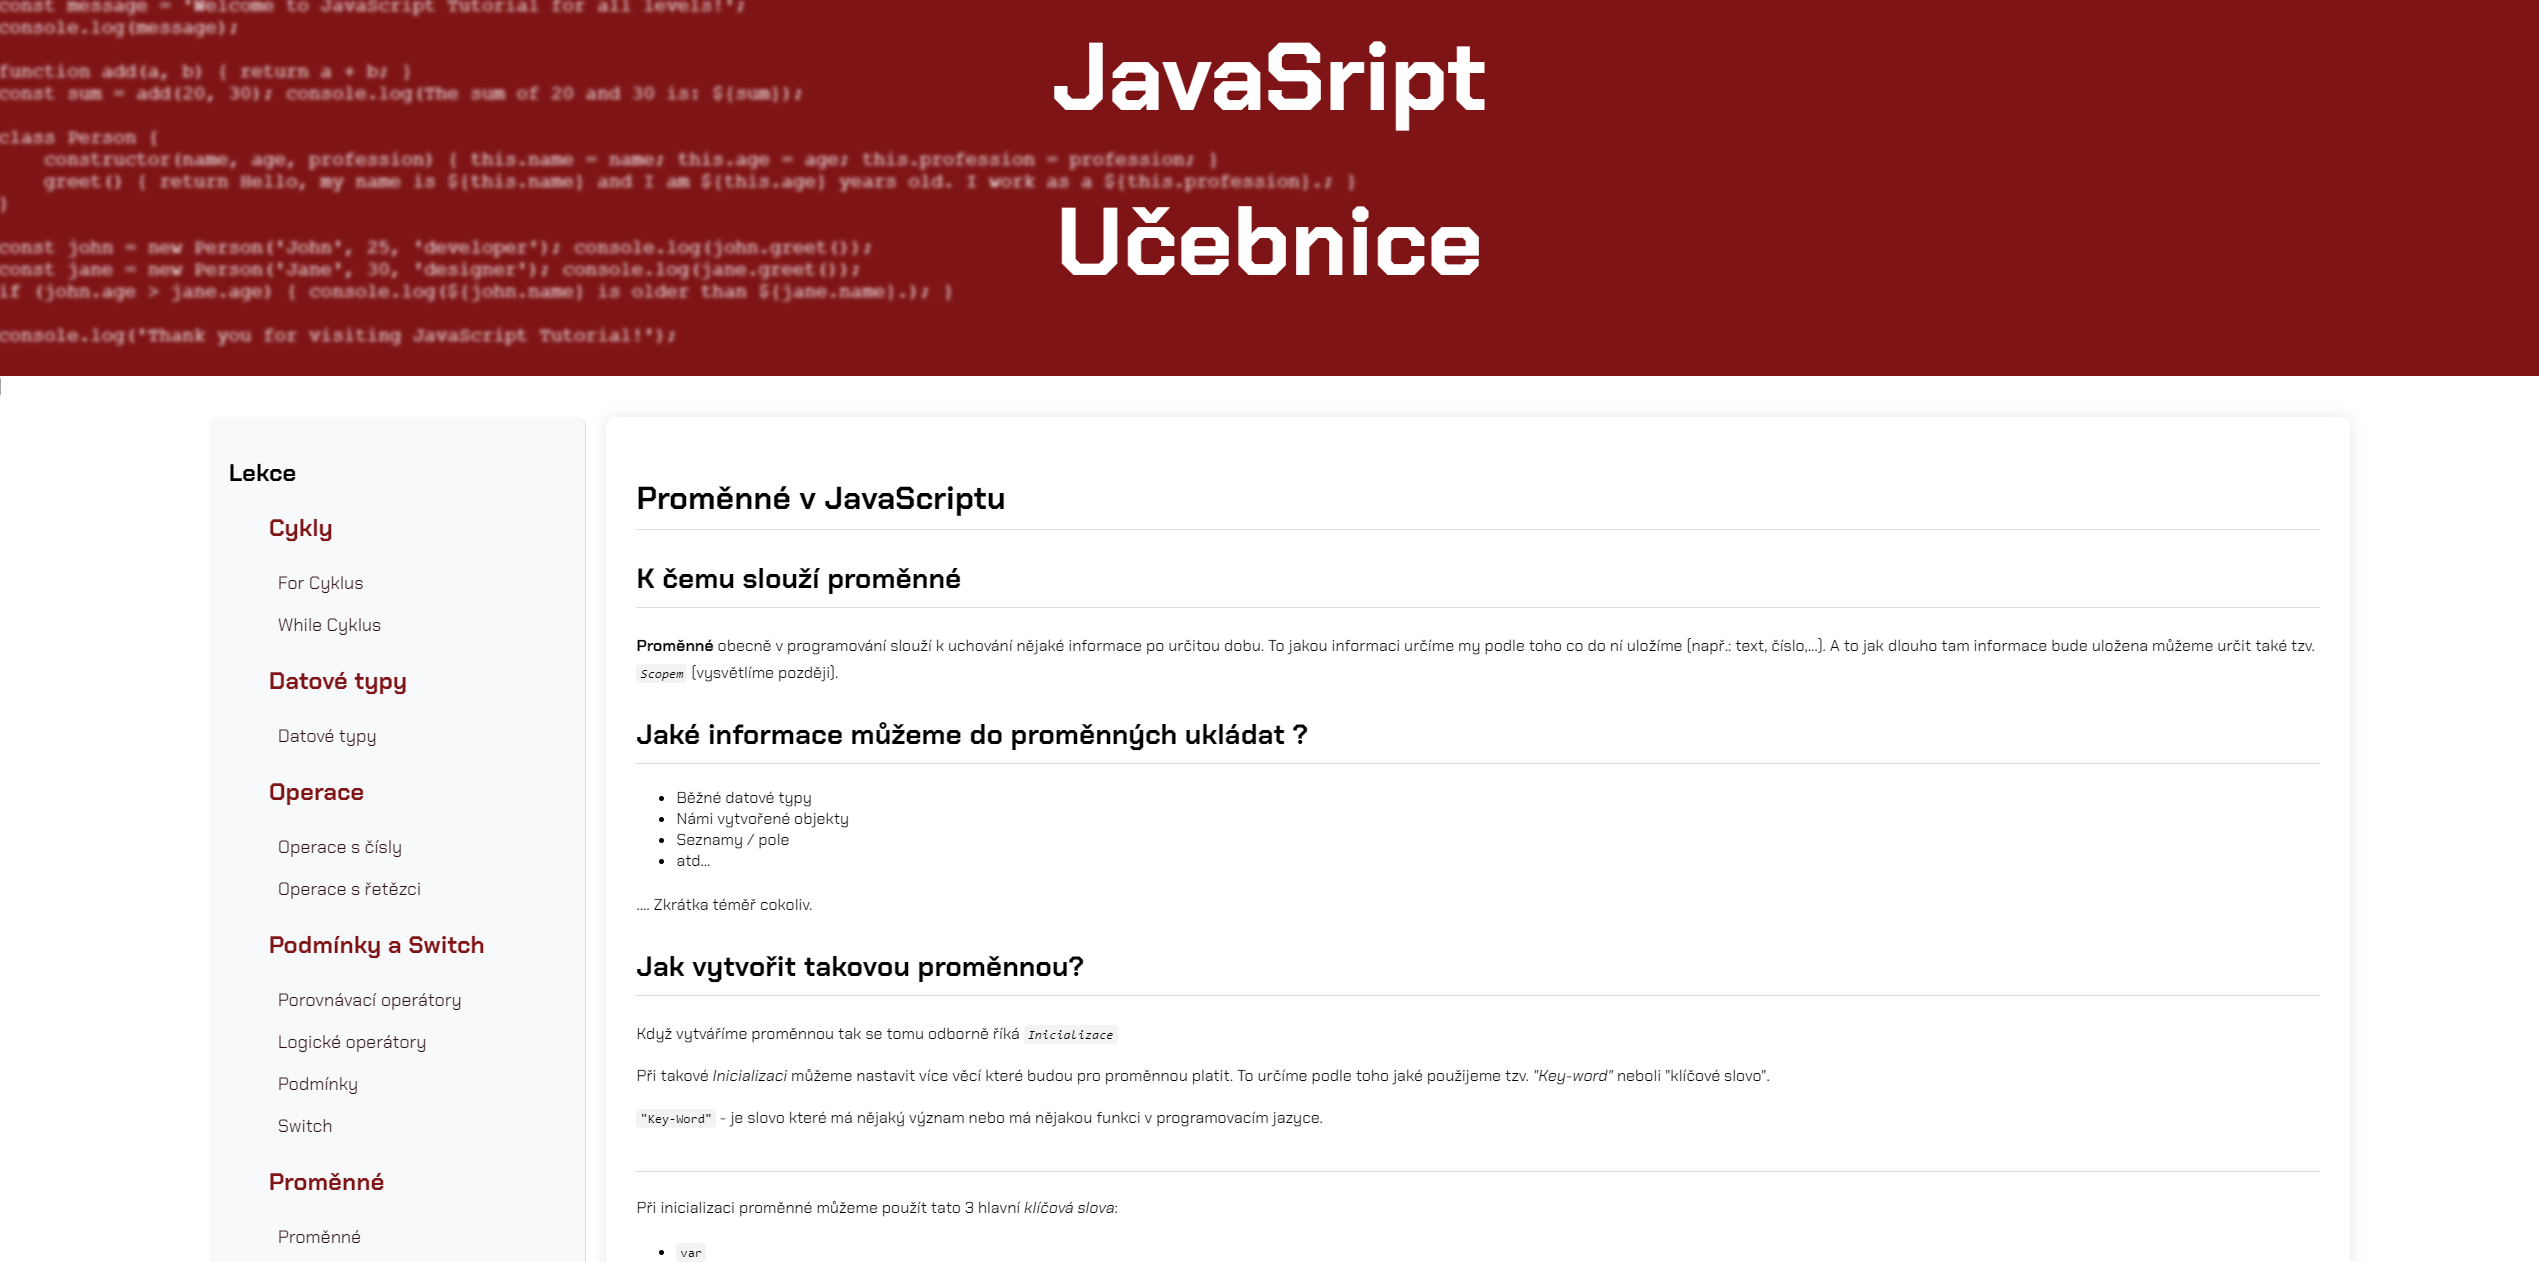 const message = 'Welcome to JavaScript Tutorial for all levels!';
console.log(message);
function add(a, b) { return a + b; }
const sum = add(20, 30); console.log(The sum of 20 and 30 is: ${sum});
class Person {
constructor(name, age, profession) { this.name = name; this.age = age; this.profession = profession; }
greet() { return Hello, my name is ${this.name} and I am ${this.age} years old. I work as a ${this.profession}.; }
}
const john = new Person('John', 25, 'developer'); console.log(john.greet());
const jane = new Person('Jane', 30, 'designer'); console.log(jane.greet());
if (john.age > jane.age) { console.log(${john.name} is older than ${jane.name}.); }
console.log('Thank you for visiting JavaScript Tutorial!');
JavaSript
Učebnice
Lekce
Cykly
For Cyklus
While Cyklus
Datové typy
Datové typy
Operace
Operace s čísly
Operace s řetězci
Podmínky a Switch
Porovnávací operátory
Logické operátory
Podmínky
Switch
Proměnné
Proměnné
Proměnné v JavaScriptu
K čemu slouží proměnné
Proměnné obecně v programování slouží k uchování nějaké informace po určitou dobu. To jakou informaci určíme my podle toho co do ní uložíme (např.: text, číslo,...). A to jak dlouho tam informace bude uložena můžeme určit také tzv.
Scopem (vysvětlíme později).
Jaké informace můžeme do proměnných ukládat ?
• Běžné datové typy
• Námi vytvořené objekty
• Seznamy / pole
• atd...
.... Zkrátka téměř cokoliv.
Jak vytvořit takovou proměnnou?
Když vytváříme proměnnou tak se tomu odborně říká Inicializace
Při takové Inicializaci můžeme nastavit více věcí které budou pro proměnnou platit. To určíme podle toho jaké použijeme tzv. "Key-word" neboli "klíčové slovo".
"Key-Word" - je slovo které má nějaký význam nebo má nějakou funkci v programovacím jazyce.
Při inicializaci proměnné můžeme použít tato 3 hlavní klíčová slova:
• var